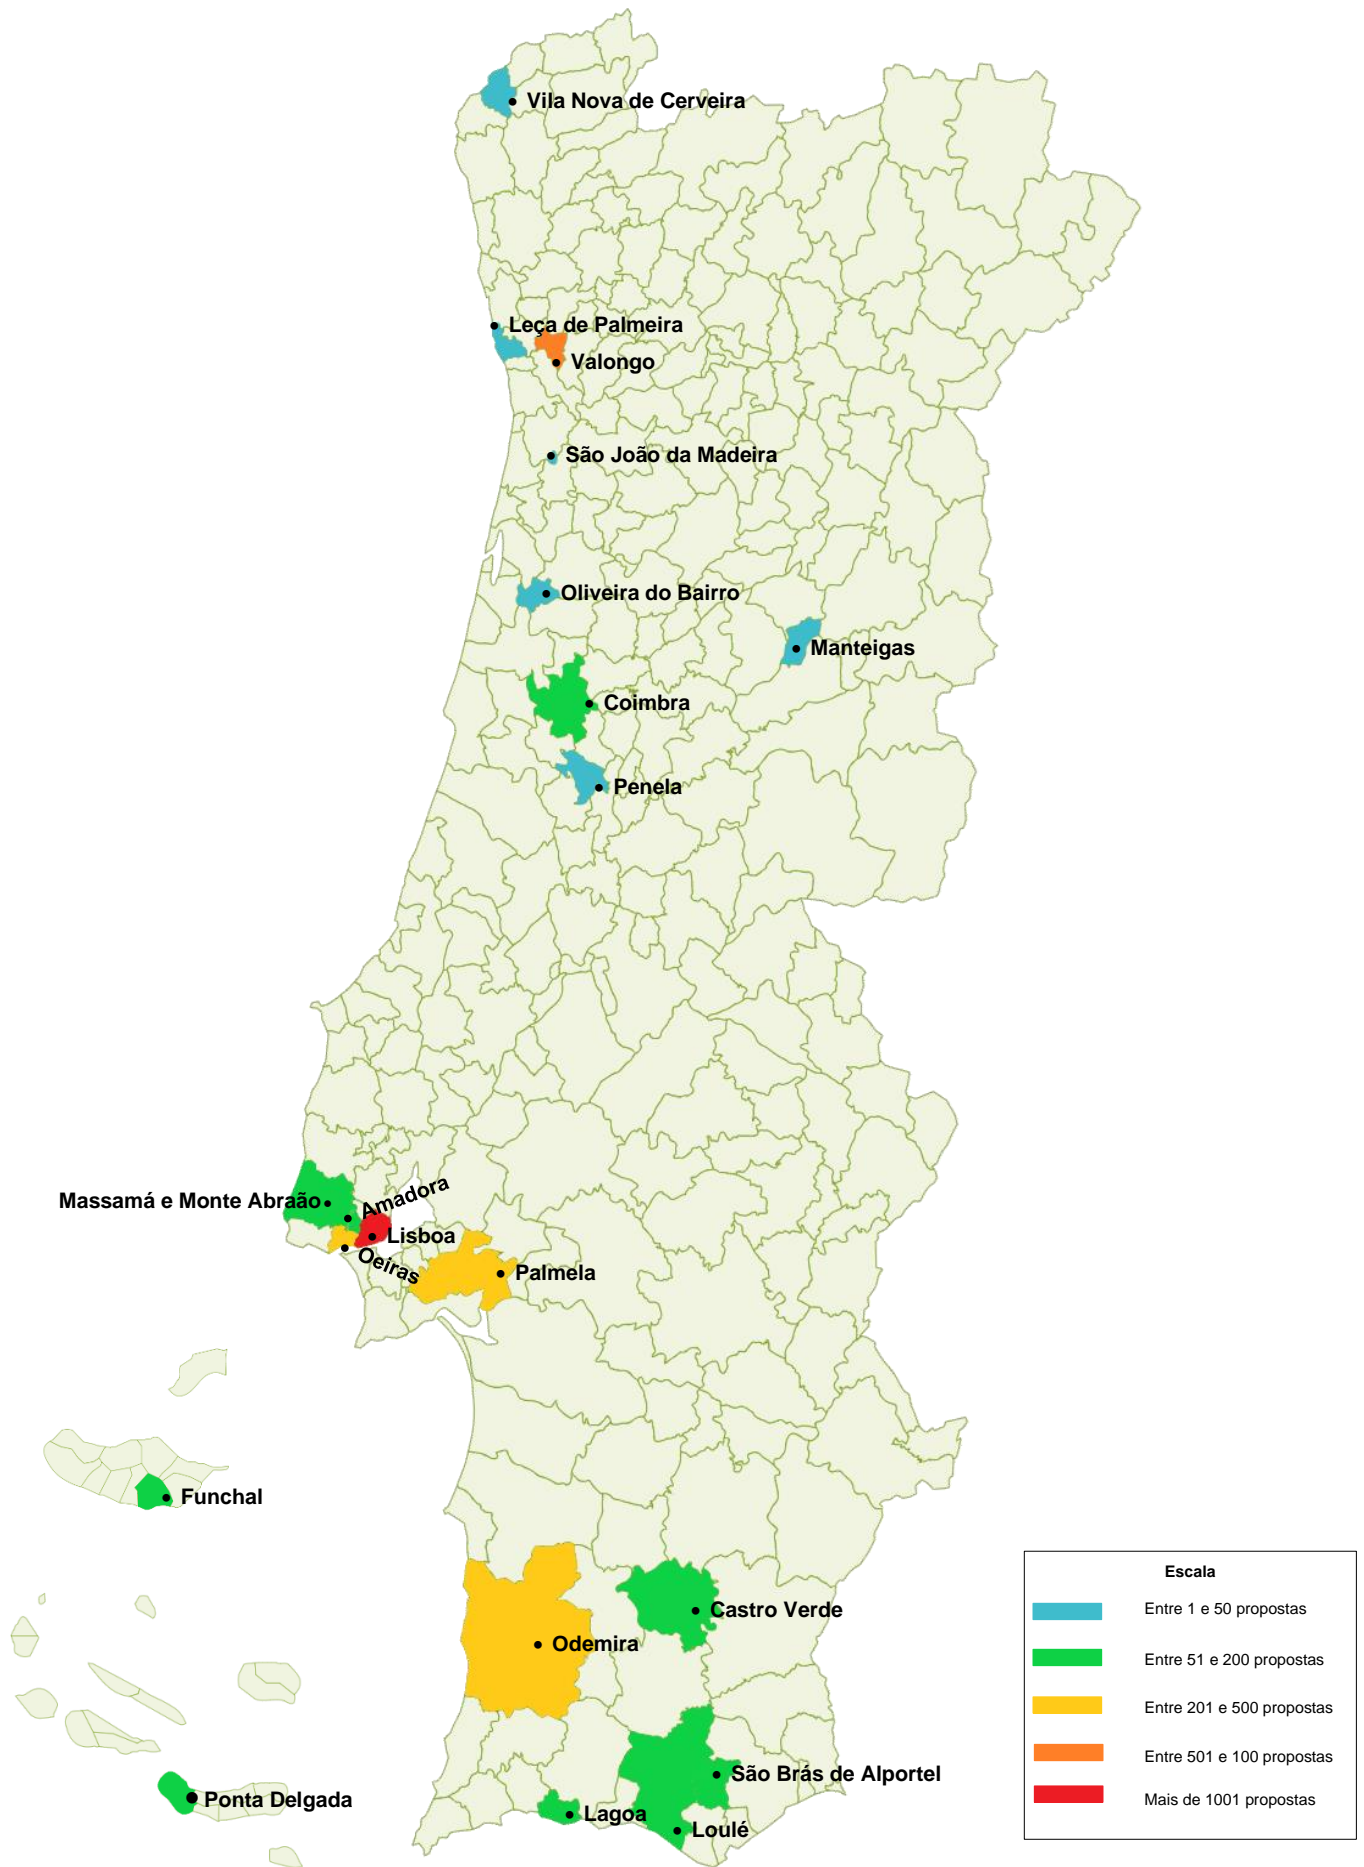 Vila Nova de Cerveira
Leça de Palmeira
Valongo
São João da Madeira
Oliveira do Bairro
Manteigas
Coimbra
Penela
Massamá e Monte Abraão
Amadora
Lisboa
Oeiras
Palmela
Funchal
Castro Verde
Odemira
São Brás de Alportel
Ponta Delgada
Lagoa
Loulé
Escala
Entre 1 e 50 propostas
Entre 51 e 200 propostas
Entre 201 e 500 propostas
Entre 501 e 100 propostas
Mais de 1001 propostas